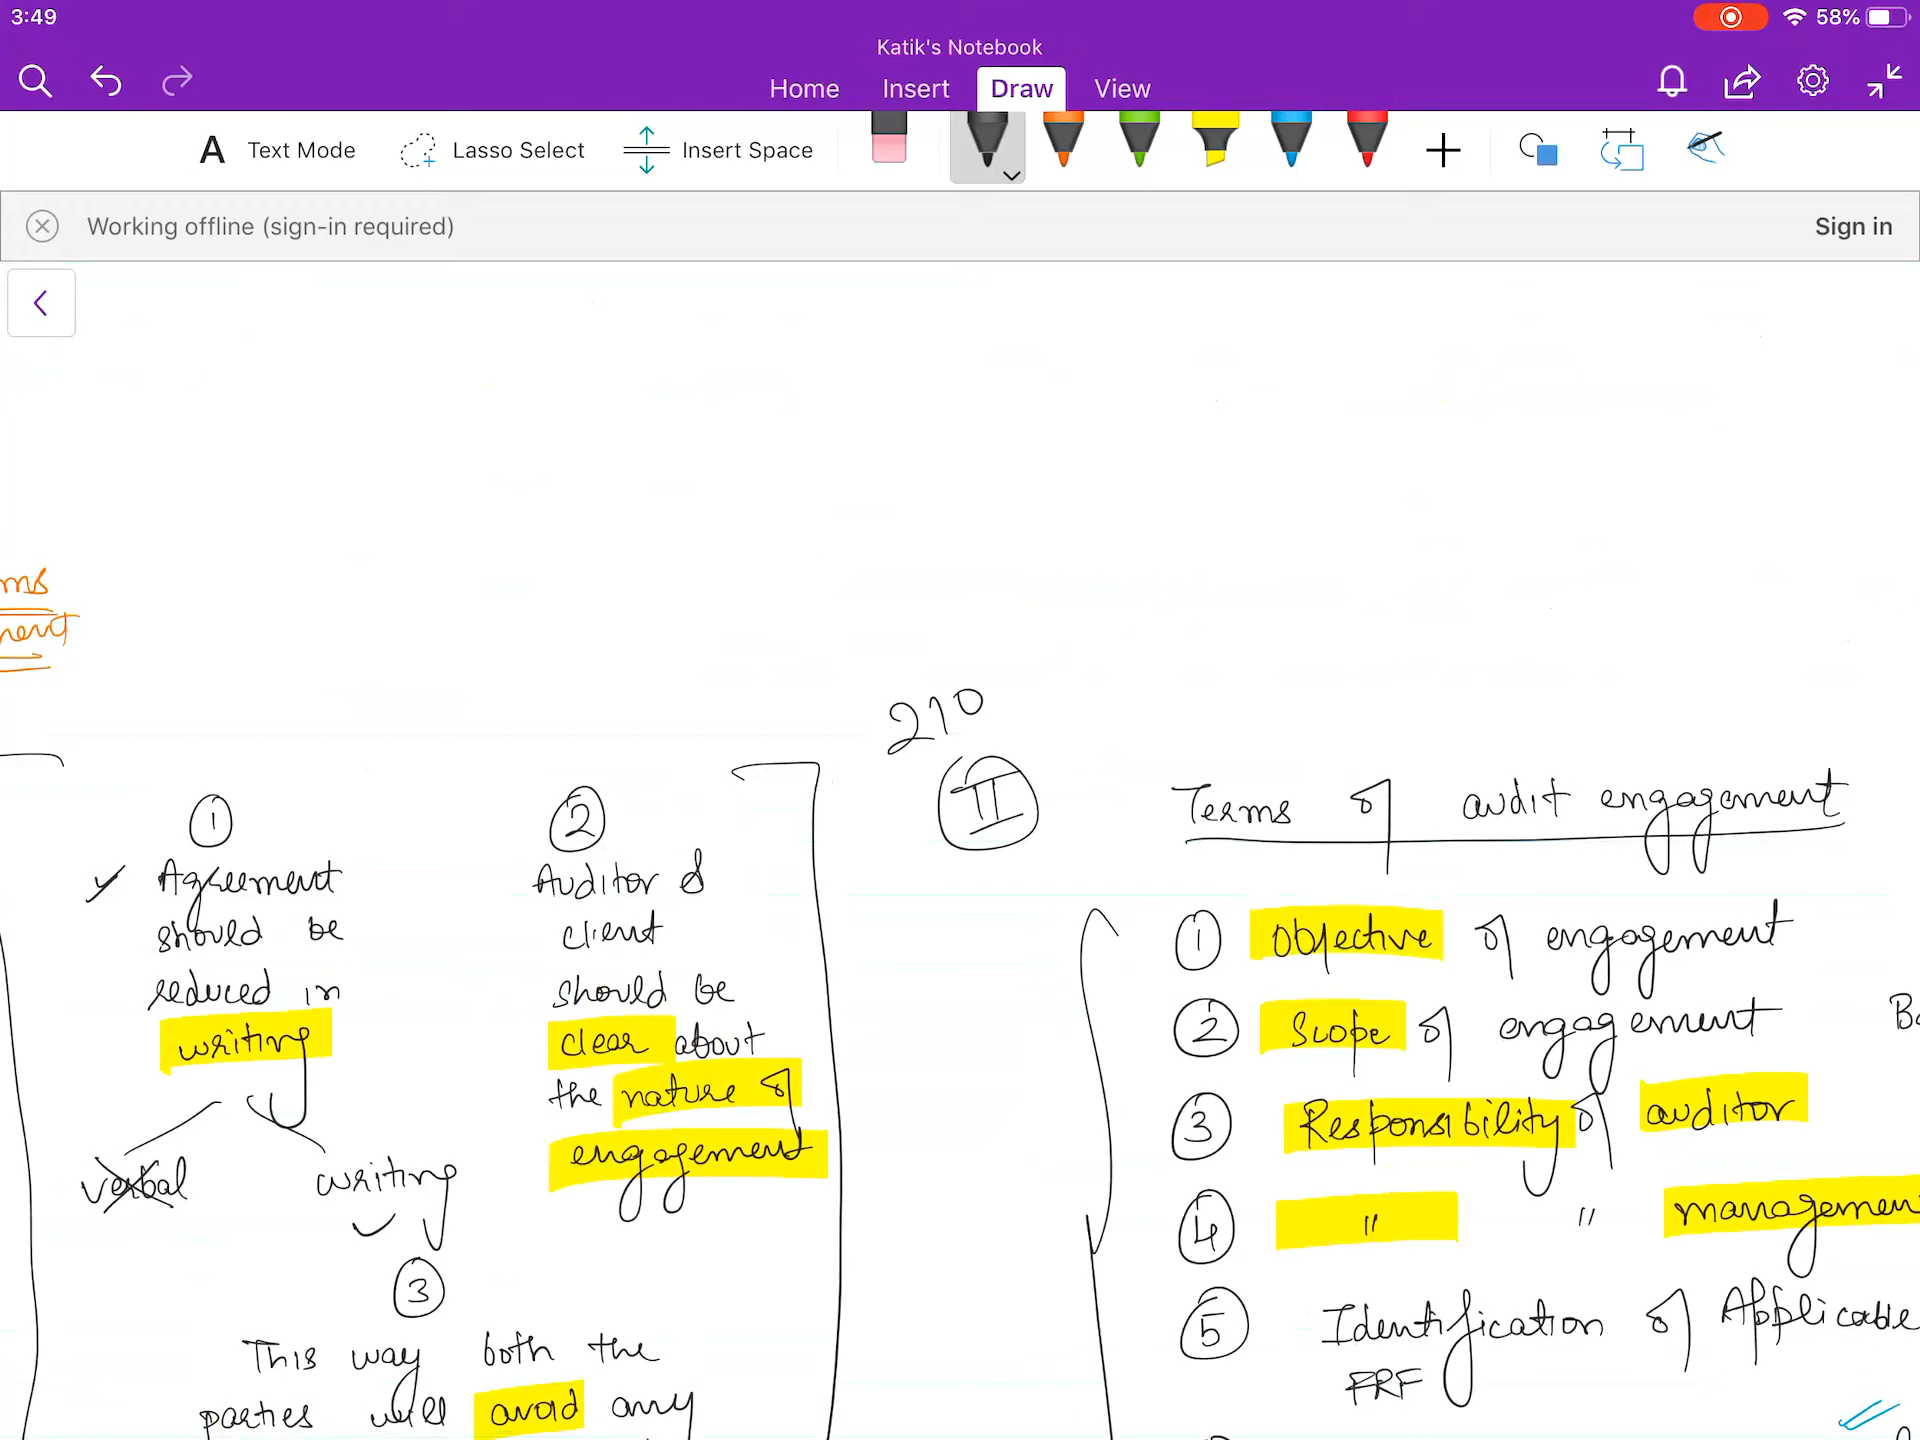 3:49
58%
Katik's Notebook
Home Insert Draw View
A Text Mode Lasso Select Insert Space
Working offline (sign-in required) Sign in
210
①
Agreement
should be
reduced in
writing
verbal writing
②
Auditor &
client
should be
clear about
the nature of
engagement
③
This way both the
parties will avoid any
II Terms of audit engagement
① Objective of engagement
② Scope of engagement
③ Responsibility of auditor
④ " " managemen
⑤ Identification of Applicable
FRF